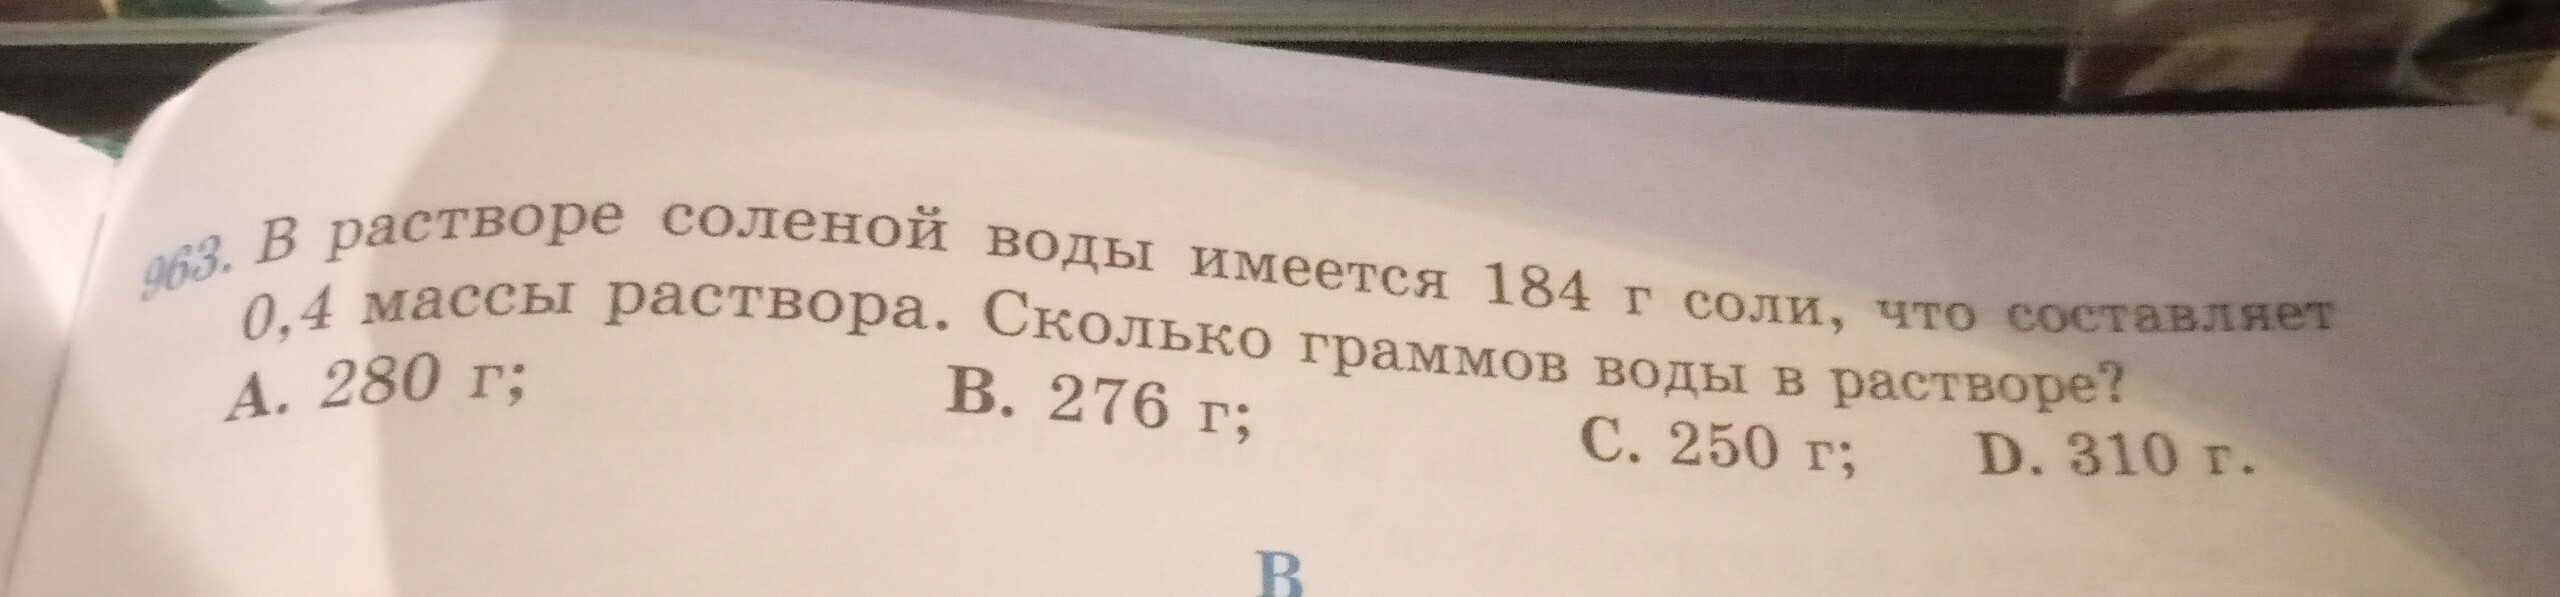 963. В растворе соленой воды имеется 184 г соли, что составляет
0,4 массы раствора. Сколько граммов воды в растворе?
А. 280 г; В. 276 г; С. 250 г; D. 310 г.
В